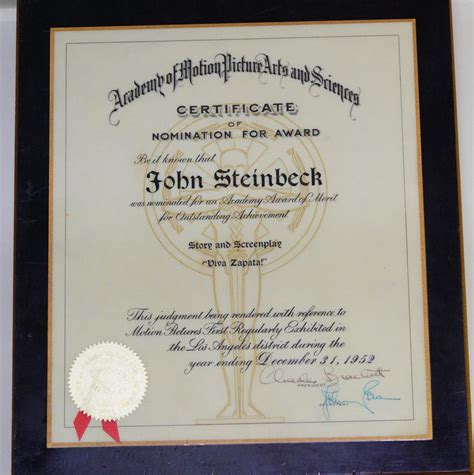 Academy of Motion Picture Arts and Sciences
CERTIFICATE
OF
NOMINATION FOR AWARD
Be it known that
John Steinbeck
was nominated for an Academy Award of Merit
for Outstanding Achievement
Story and Screenplay
"Viva Zapata!"
This judgment being rendered with reference to
Motion Pictures First Regularly Exhibited in
the Los Angeles district during the
year ending December 31, 1952
Charles Brackett
PRESIDENT